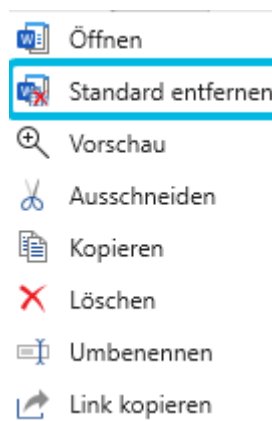 Öffnen
Standard entfernen
Vorschau
Ausschneiden
Kopieren
Löschen
Umbenennen
Link kopieren